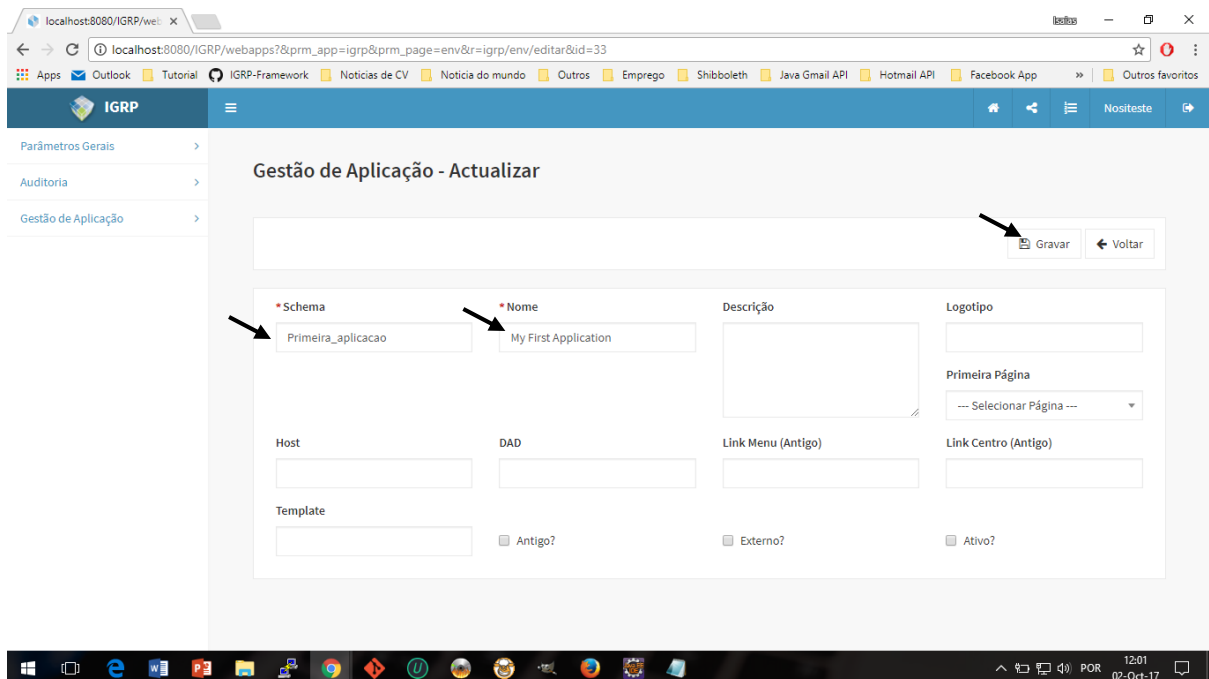 localhost:8080/IGRP/web
Isaias
localhost:8080/IGRP/webapps?&prm_app=igrp&prm_page=env&r=igrp/env/editar&id=33
Apps Outlook Tutorial IGRP-Framework Noticias de CV Noticia do mundo Outros Emprego Shibboleth Java Gmail API Hotmail API Facebook App » Outros favoritos
IGRP Nositeste
Parâmetros Gerais
Auditoria
Gestão de Aplicação
Gestão de Aplicação - Actualizar
Gravar Voltar
* Schema * Nome Descrição Logotipo
Primeira_aplicacao My First Application
Primeira Página
--- Selecionar Página ---
Host DAD Link Menu (Antigo) Link Centro (Antigo)
Template
Antigo? Externo? Ativo?
POR 12:01
02-Oct-17